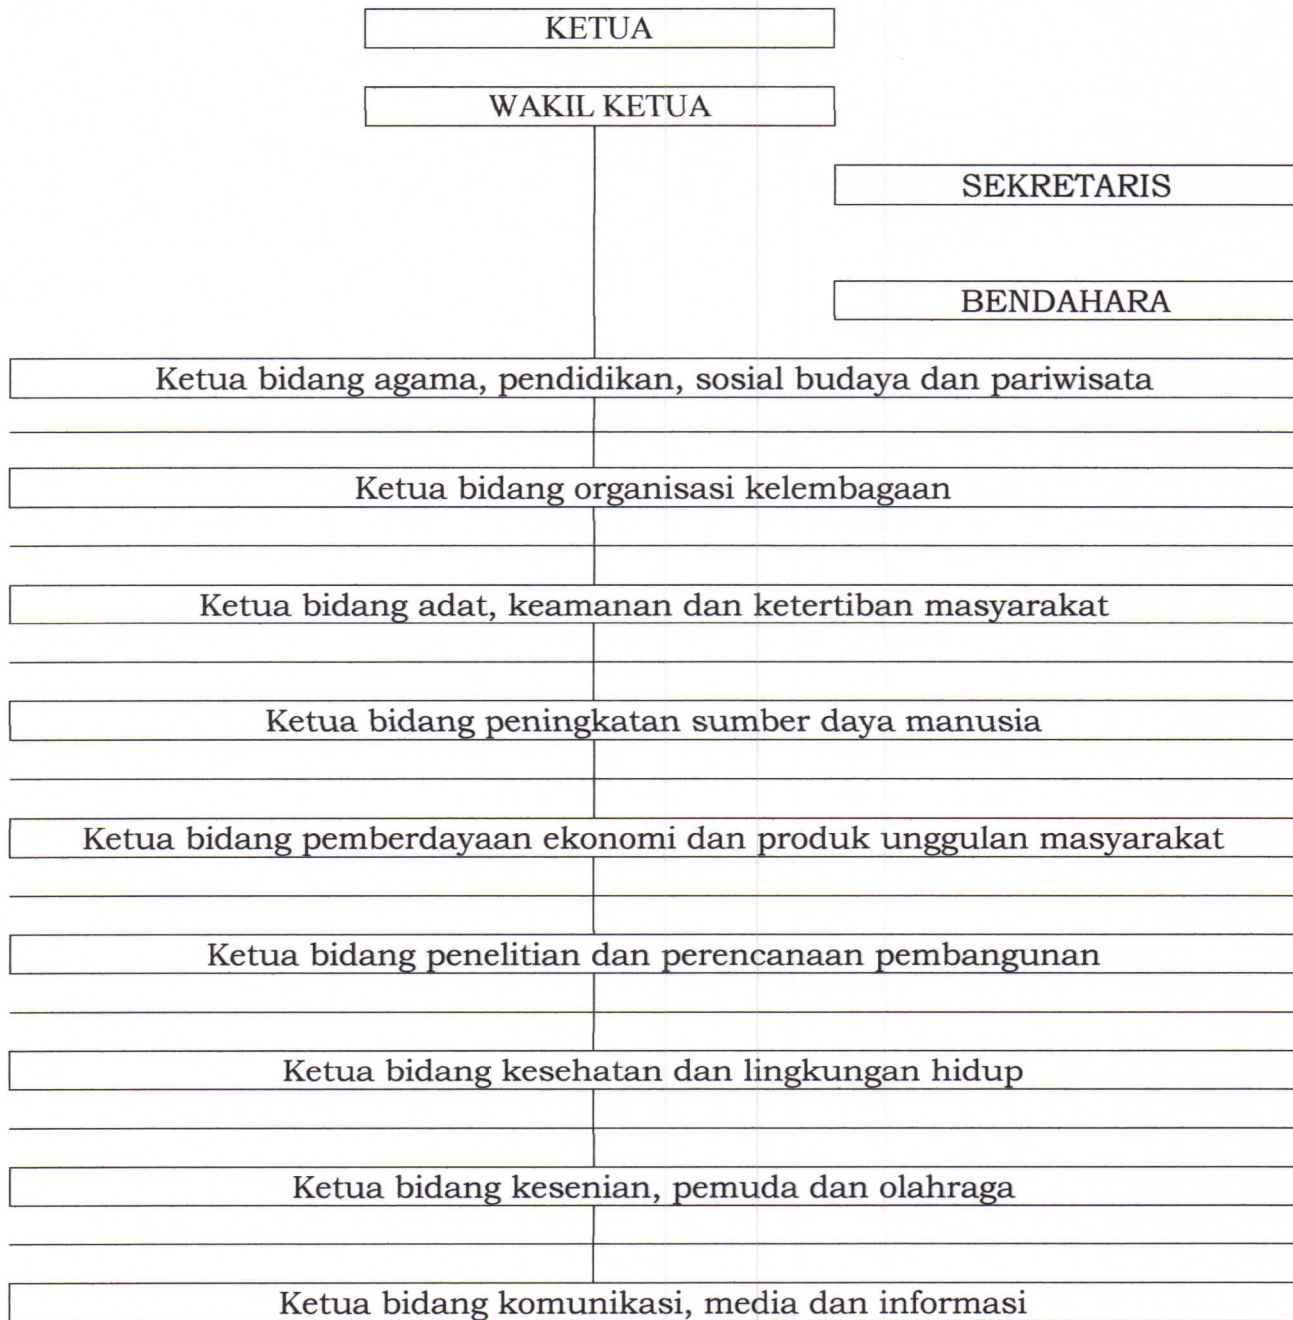 KETUA
WAKIL KETUA
SEKRETARIS
BENDAHARA
Ketua bidang agama, pendidikan, sosial budaya dan pariwisata
Ketua bidang organisasi kelembagaan
Ketua bidang adat, keamanan dan ketertiban masyarakat
Ketua bidang peningkatan sumber daya manusia
Ketua bidang pemberdayaan ekonomi dan produk unggulan masyarakat
Ketua bidang penelitian dan perencanaan pembangunan
Ketua bidang kesehatan dan lingkungan hidup
Ketua bidang kesenian, pemuda dan olahraga
Ketua bidang komunikasi, media dan informasi